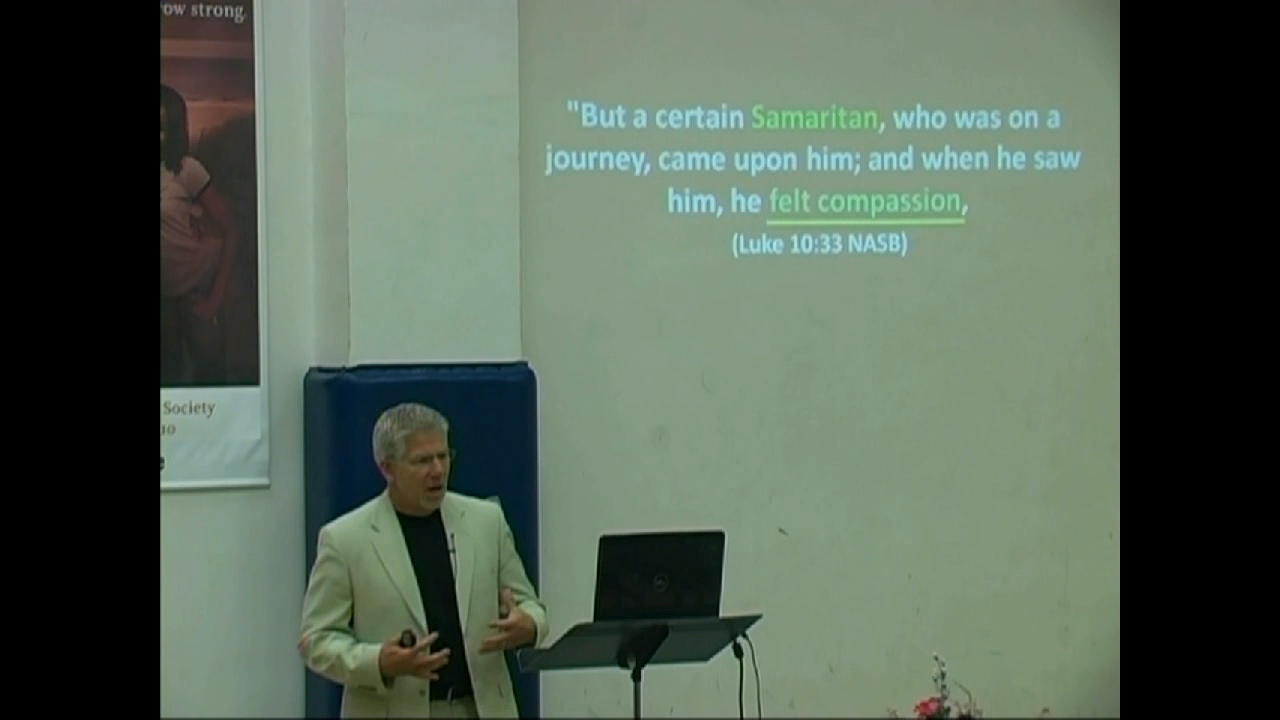 ow strong.
"But a certain Samaritan, who was on a
journey, came upon him; and when he saw
him, he felt compassion,
(Luke 10:33 NASB)
Society